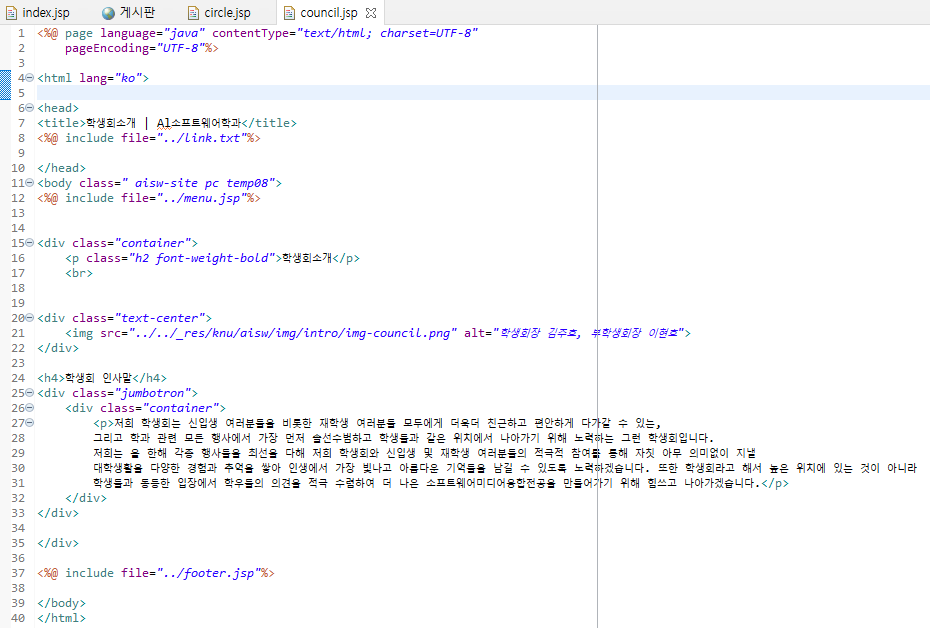 index.jsp 게시판 circle.jsp council.jsp
1 <%@ page language="java" contentType="text/html; charset=UTF-8"
2 pageEncoding="UTF-8"%>
3
4 <html lang="ko">
5
6 <head>
7 <title>학생회소개 | AI소프트웨어학과</title>
8 <%@ include file="../link.txt"%>
9
10 </head>
11 <body class=" aisw-site pc temp08">
12 <%@ include file="../menu.jsp"%>
13
14
15 <div class="container">
16 <p class="h2 font-weight-bold">학생회소개</p>
17 <br>
18
19
20 <div class="text-center">
21 <img src="../../_res/knu/aisw/img/intro/img-council.png" alt="학생회장 김주호, 부학생회장 이현호">
22 </div>
23
24 <h4>학생회 인사말</h4>
25 <div class="jumbotron">
26 <div class="container">
27 <p>저희 학생회는 신입생 여러분들을 비롯한 재학생 여러분들 모두에게 더욱더 친근하고 편안하게 다가갈 수 있는,
28 그리고 학과 관련 모든 행사에서 가장 먼저 솔선수범하고 학생들과 같은 위치에서 나아가기 위해 노력하는 그런 학생회입니다.
29 저희는 올 한해 각종 행사들을 최선을 다해 저희 학생회와 신입생 및 재학생 여러분들의 적극적 참여를 통해 자칫 아무 의미없이 지낼
30 대학생활을 다양한 경험과 추억을 쌓아 인생에서 가장 빛나고 아름다운 기억들을 남길 수 있도록 노력하겠습니다. 또한 학생회라고 해서 높은 위치에 있는 것이 아니라
31 학생들과 동등한 입장에서 학우들의 의견을 적극 수렴하여 더 나은 소프트웨어미디어융합전공을 만들어가기 위해 힘쓰고 나아가겠습니다.</p>
32 </div>
33 </div>
34
35 </div>
36
37 <%@ include file="../footer.jsp"%>
38
39 </body>
40 </html>